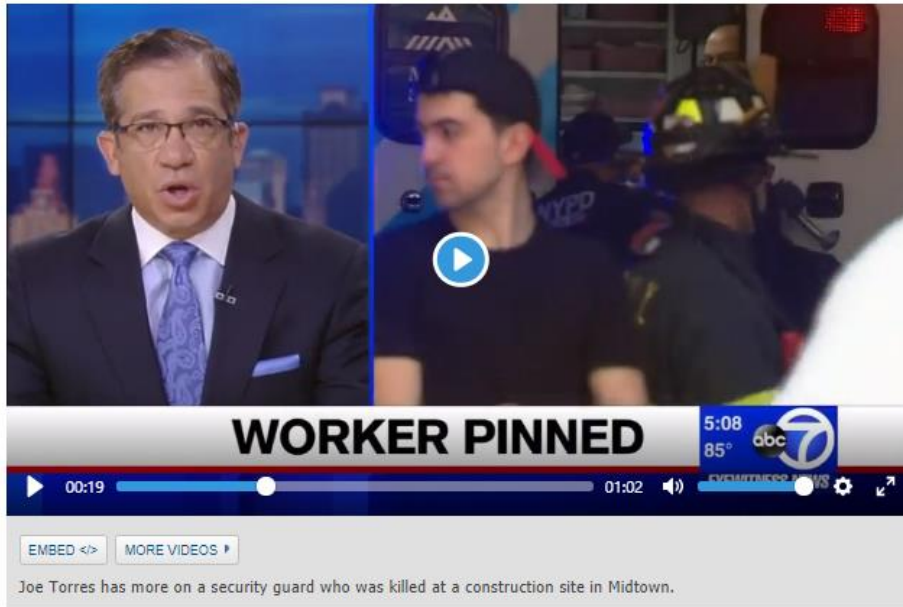 NYPD
WORKER PINNED
5:08
85°
abc 7
EYEWITNESS NEWS
00:19
01:02
EMBED </>
MORE VIDEOS
Joe Torres has more on a security guard who was killed at a construction site in Midtown.